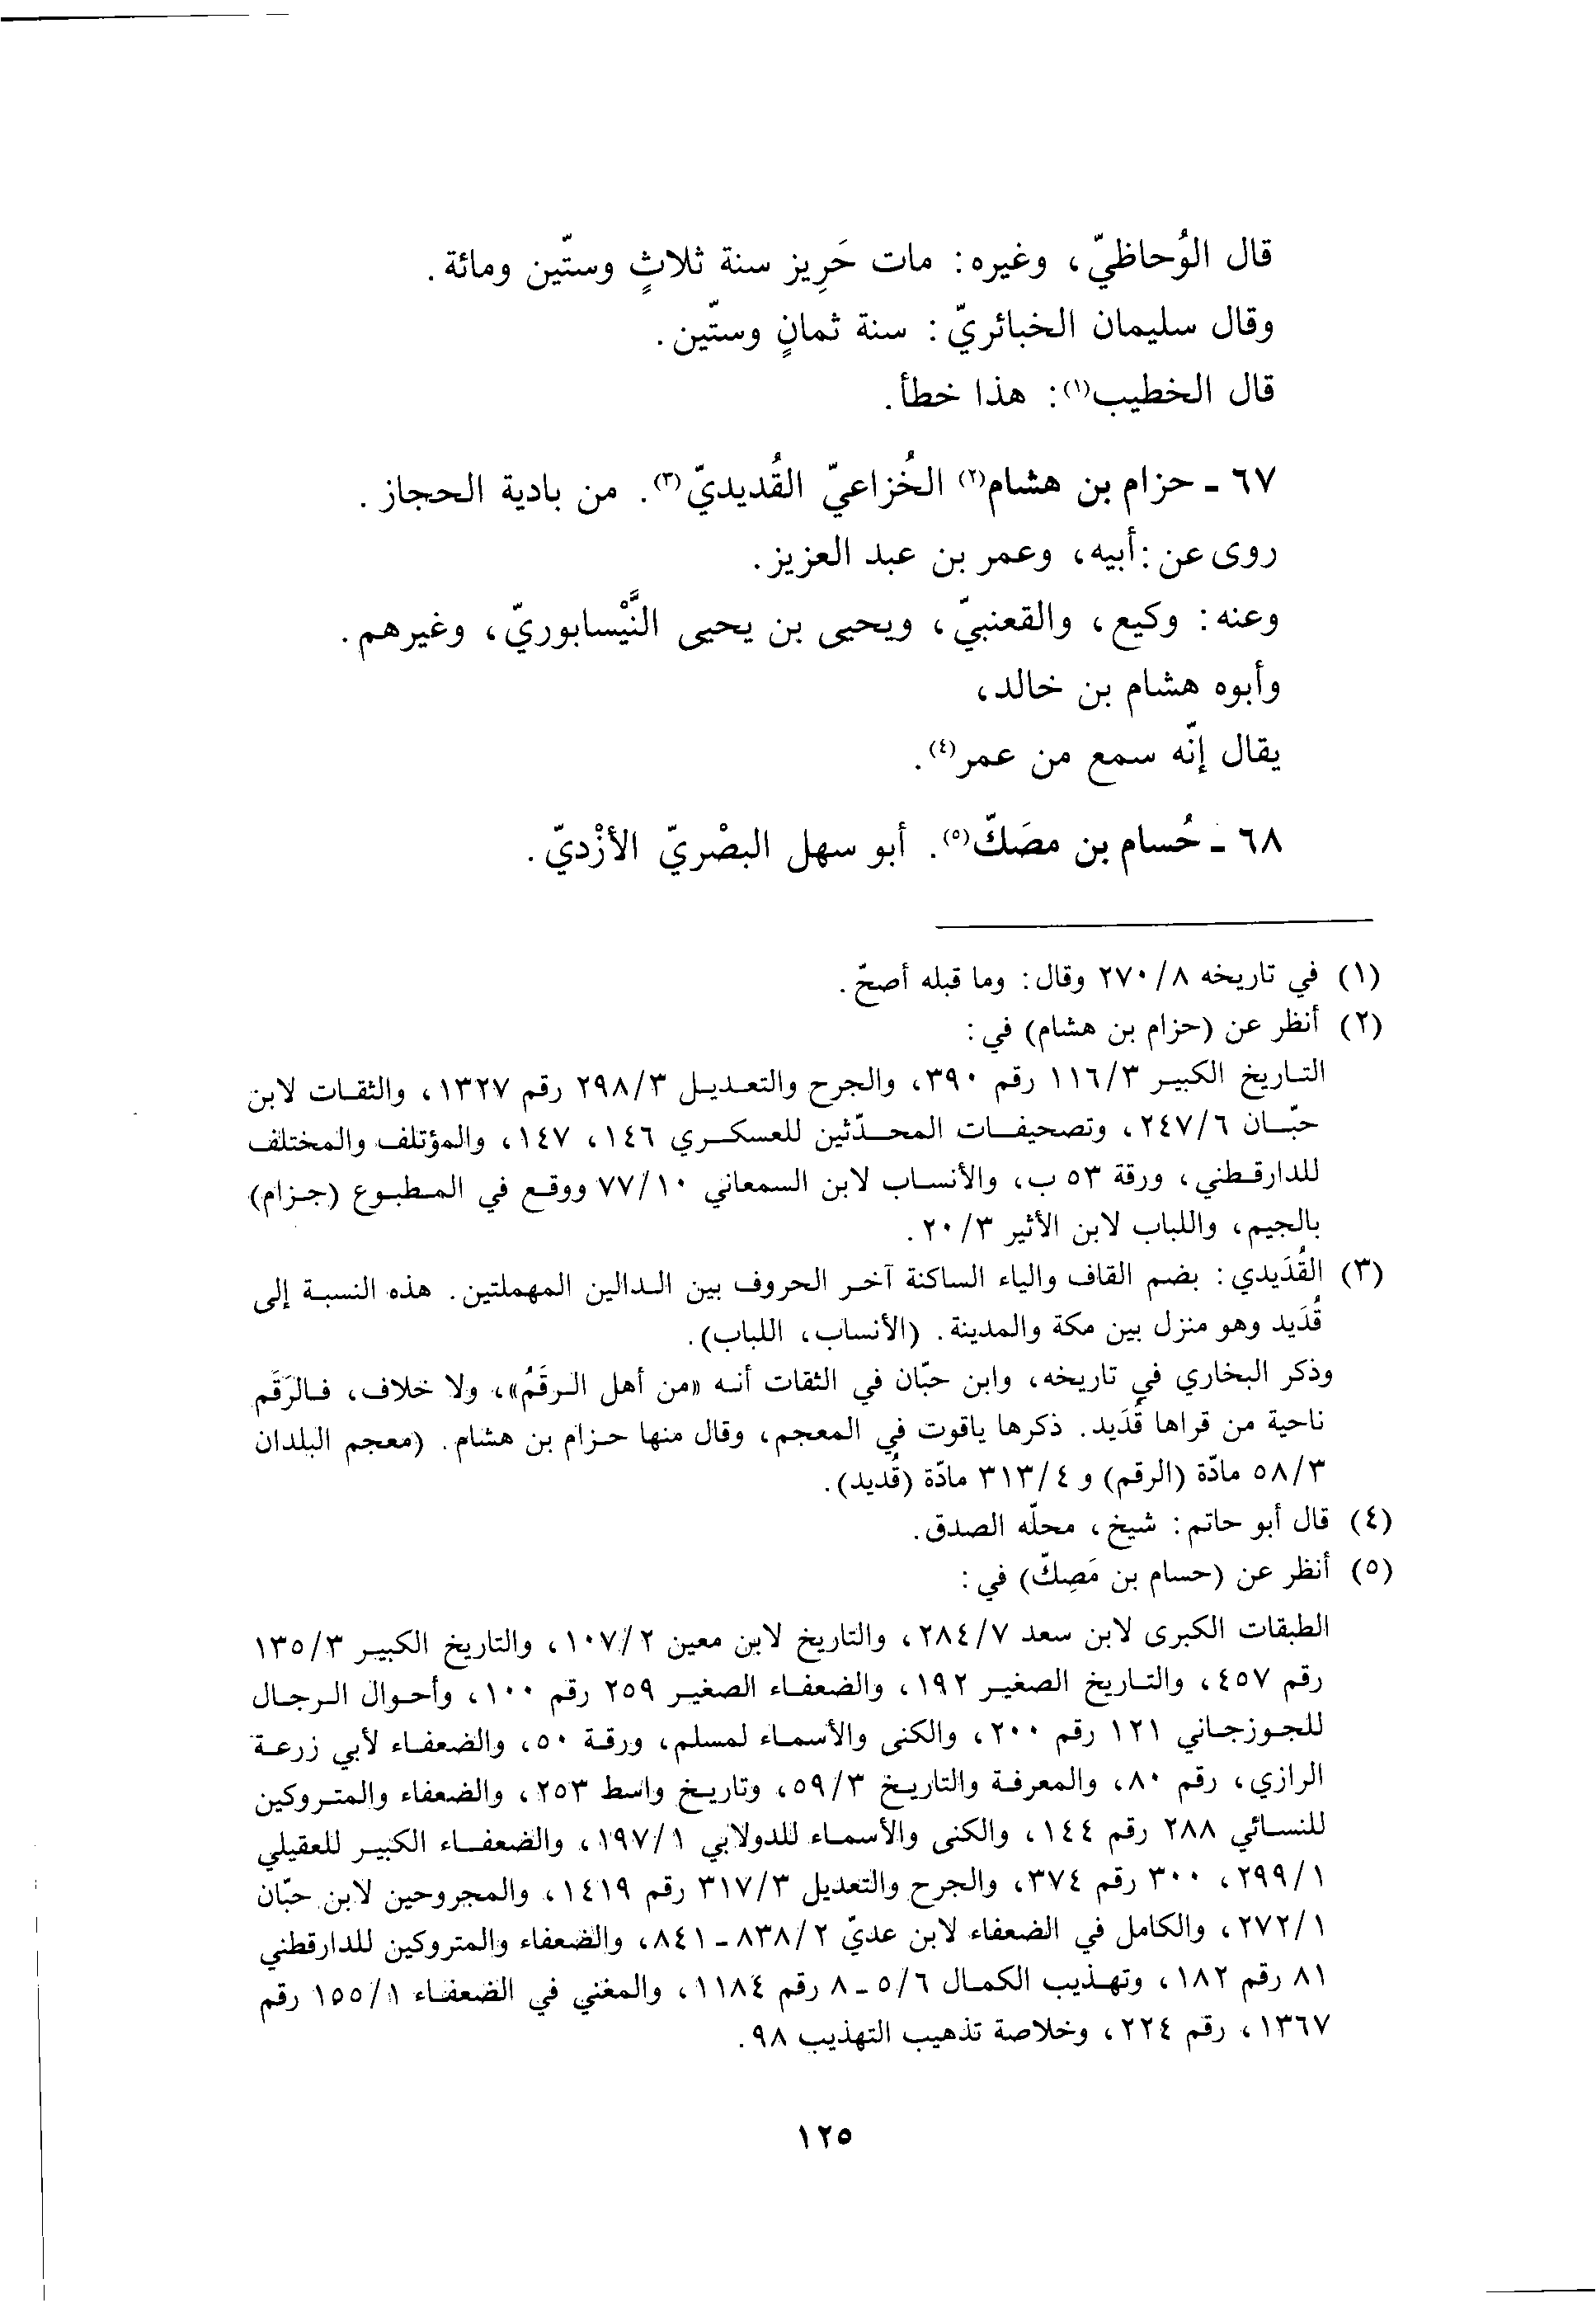 قال الوُحاظيّ، وغيره: مات حَرِيز سنة ثلاثٍ وستّين ومائة.
وقال سليمان الخبائريّ: سنة ثمانٍ وستّين.
قال الخطيب(١): هذا خطأ.
٦٧ ـ حزام بن هشام(٢) الخُزاعيّ القُديديّ(٣). من بادية الحجاز.
روى عن: أبيه، وعمر بن عبد العزيز.
وعنه: وكيع، والقعنبيّ، ويحيى بن يحيى النَّيْسابوريّ، وغيرهم.
وأبوه هشام بن خالد،
يقال إنّه سمع من عمر(٤).
٦٨ ـ حُسام بن مصَكّ(٥). أبو سهل البصْريّ الأزْديّ.
(١) في تاريخه ٢٧٠/٨ وقال: وما قبله أصحّ.
(٢) أنظر عن (حزام بن هشام) في:
التاريخ الكبير ١١٦/٣ رقم ٣٩٠، والجرح والتعديل ٢٩٨/٣ رقم ١٣٢٧، والثقات لابن
حبّان ٢٤٧/٦، وتصحيفات المحدّثين للعسكري ١٤٦، ١٤٧، والمؤتلف والمختلف
للدارقطني، ورقة ٥٣ ب، والأنساب لابن السمعاني ٧٧/١٠ ووقع في المطبوع (جزام)
بالجيم، واللباب لابن الأثير ٢٠/٣.
(٣) القُدَيدي: بضم القاف والياء الساكنة آخر الحروف بين الدالين المهملتين. هذه النسبة إلى
قُدَيد وهو منزل بين مكة والمدينة. (الأنساب، اللباب).
وذكر البخاري في تاريخه، وابن حبّان في الثقات أنه «من أهل الرقَمُ»، ولا خلاف، فالرَقَم
ناحية من قراها قُدَيد. ذكرها ياقوت في المعجم، وقال منها حزام بن هشام. (معجم البلدان
٥٨/٣ مادّة (الرقم) و ٣١٣/٤ مادّة (قُديد).
(٤) قال أبو حاتم: شيخ، محلّه الصدق.
(٥) أنظر عن (حسام بن مَصِكّ) في:
الطبقات الكبرى لابن سعد ٢٨٤/٧، والتاريخ لابن معين ١٠٧/٢، والتاريخ الكبير ١٣٥/٣
رقم ٤٥٧، والتاريخ الصغير ١٩٢، والضعفاء الصغير ٢٥٩ رقم ١٠٠، وأحوال الرجال
للجوزجاني ١٢١ رقم ٢٠٠، والكنى والأسماء لمسلم، ورقة ٥٠، والضعفاء لأبي زرعة
الرازي، رقم ٨٠، والمعرفة والتاريخ ٥٩/٣، وتاريخ واسط ٢٥٣، والضعفاء والمتروكين
للنسائي ٢٨٨ رقم ١٤٤، والكنى والأسماء للدولابي ١٩٧/١، والضعفاء الكبير للعقيلي
٢٩٩/١، ٣٠٠ رقم ٣٧٤، والجرح والتعديل ٣١٧/٣ رقم ١٤١٩، والمجروحين لابن حبّان
٢٧٢/١، والكامل في الضعفاء لابن عديّ ٨٣٨/٢ ـ ٨٤١، والضعفاء والمتروكين للدارقطني
٨١ رقم ١٨٢، وتهذيب الكمال ٥/٦ ـ ٨ رقم ١١٨٤، والمغني في الضعفاء ١٥٥/١ رقم
١٣٦٧، رقم ٢٢٤، وخلاصة تذهيب التهذيب ٩٨.
١٢٥